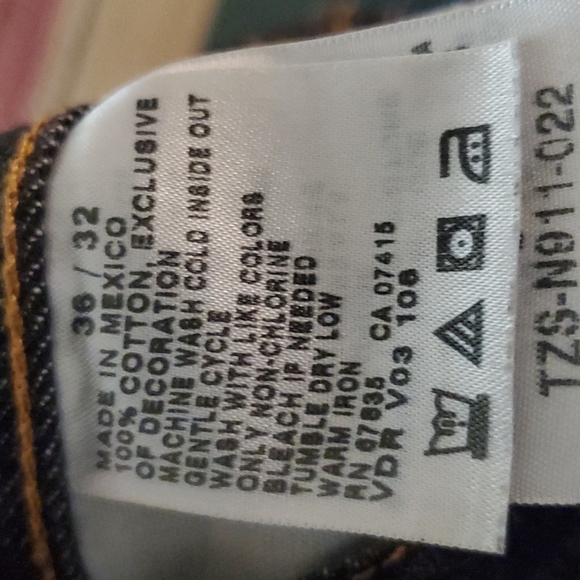 36 / 32
MADE IN MEXICO
100% COTTON, EXCLUSIVE
OF DECORATION
MACHINE WASH COLD INSIDE OUT
GENTLE CYCLE
WASH WITH LIKE COLORS
ONLY NON-CHLORINE
BLEACH IF NEEDED
TUMBLE DRY LOW
WARM IRON
RN 67835 CA 07415
VDR V03 108
TZS-N911-022